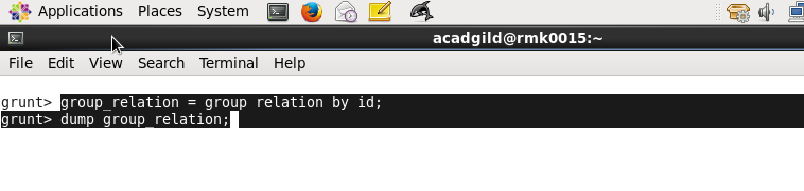 Applications Places System
acadgild@rmk0015:~
File Edit View Search Terminal Help
grunt> group_relation = group relation by id;
grunt> dump group_relation;